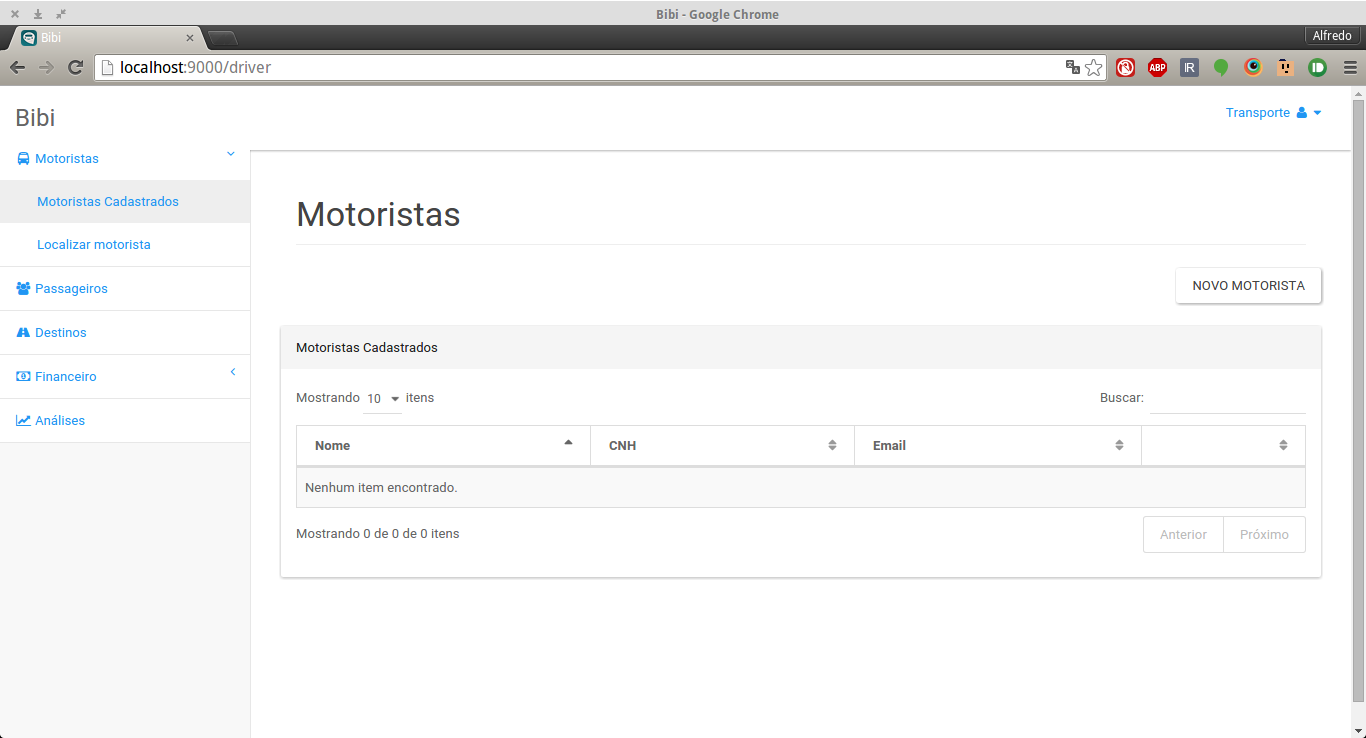 Bibi - Google Chrome
Bibi
Alfredo
localhost:9000/driver
ABP
R
Bibi
Transporte
Motoristas
Motoristas Cadastrados
Localizar motorista
Passageiros
Destinos
Financeiro
Análises
Motoristas
NOVO MOTORISTA
Motoristas Cadastrados
Mostrando 10 itens
Buscar:
Nome CNH Email
Nenhum item encontrado.
Mostrando 0 de 0 de 0 itens
Anterior Próximo